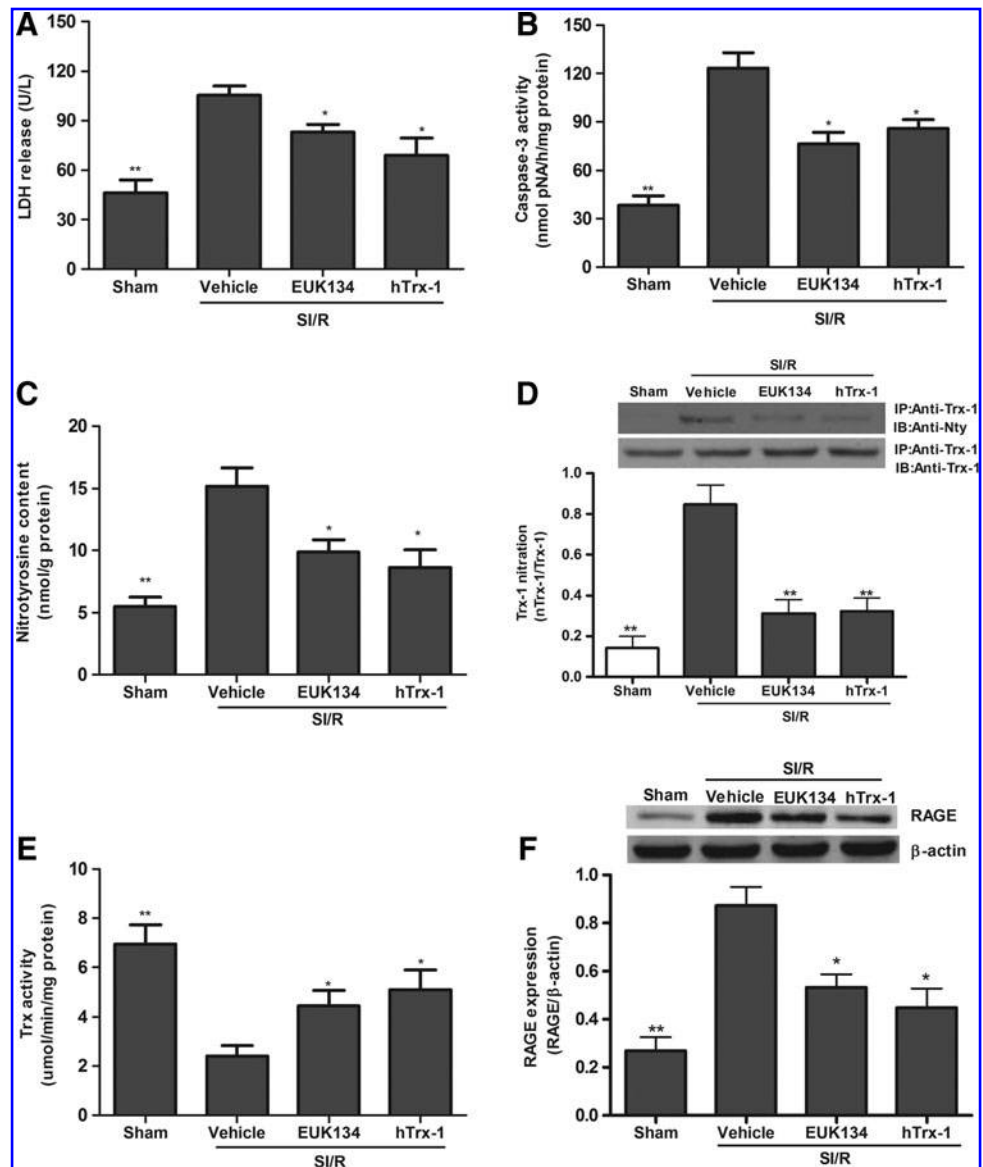 A
LDH release (U/L)
150
120
90
60
30
0
**
*
*
Sham Vehicle EUK134 hTrx-1
SI/R
B
Caspase-3 activity
(nmol pNA/h/mg protein)
150
120
90
60
30
0
**
*
*
Sham Vehicle EUK134 hTrx-1
SI/R
C
Nitrotyrosine content
(nmol/g protein)
20
15
10
5
0
**
*
*
Sham Vehicle EUK134 hTrx-1
SI/R
D
SI/R
Sham Vehicle EUK134 hTrx-1
IP:Anti-Trx-1
IB:Anti-Nty
IP:Anti-Trx-1
IB:Anti-Trx-1
Trx-1 nitration
(nTrx-1/Trx-1)
1.0
0.8
0.6
0.4
0.2
0.0
**
**
**
Sham Vehicle EUK134 hTrx-1
SI/R
E
Trx activity
(umol/min/mg protein)
10
8
6
4
2
0
**
*
*
Sham Vehicle EUK134 hTrx-1
SI/R
F
SI/R
Sham Vehicle EUK134 hTrx-1
RAGE
β-actin
RAGE expression
(RAGE/β-actin)
1.0
0.8
0.6
0.4
0.2
0.0
**
*
*
Sham Vehicle EUK134 hTrx-1
SI/R